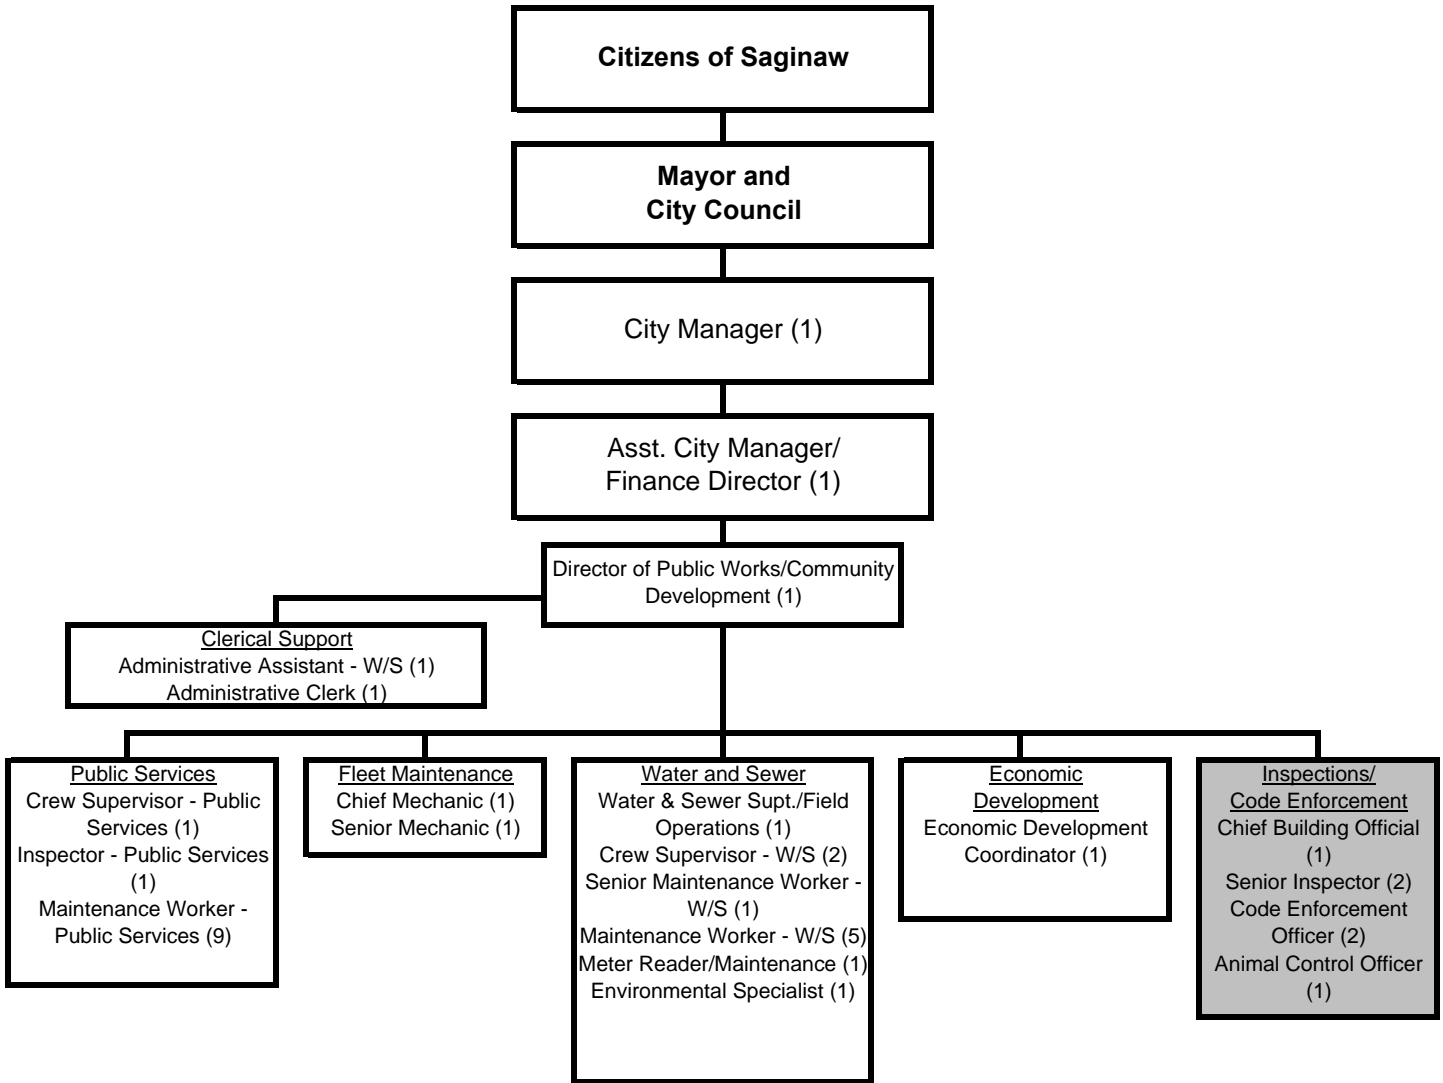 Citizens of Saginaw
Mayor and
City Council
City Manager (1)
Asst. City Manager/
Finance Director (1)
Director of Public Works/Community
Development (1)
Clerical Support
Administrative Assistant - W/S (1)
Administrative Clerk (1)
Public Services
Crew Supervisor - Public
Services (1)
Inspector - Public Services
(1)
Maintenance Worker -
Public Services (9)
Fleet Maintenance
Chief Mechanic (1)
Senior Mechanic (1)
Water and Sewer
Water & Sewer Supt./Field
Operations (1)
Crew Supervisor - W/S (2)
Senior Maintenance Worker -
W/S (1)
Maintenance Worker - W/S (5)
Meter Reader/Maintenance (1)
Environmental Specialist (1)
Economic
Development
Economic Development
Coordinator (1)
Inspections/
Code Enforcement
Chief Building Official
(1)
Senior Inspector (2)
Code Enforcement
Officer (2)
Animal Control Officer
(1)